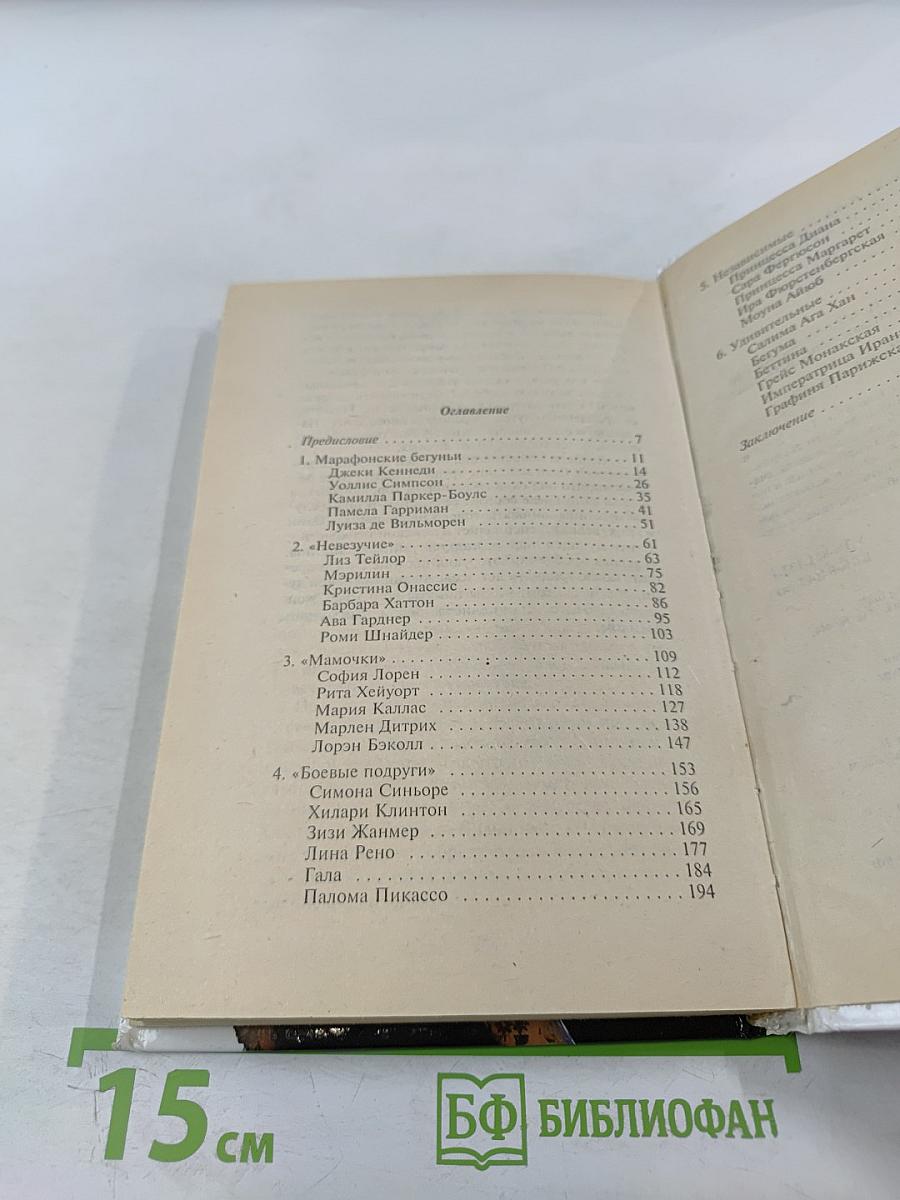 Оглавление
Предисловие . . . . . . . . . . . . . . . . . . . . . . . . . . . . . 7
1. Марафонские бегуньи . . . . . . . . . . . . . . . . . . . 11
Джеки Кеннеди . . . . . . . . . . . . . . . . . . . . . . 14
Уоллис Симпсон . . . . . . . . . . . . . . . . . . . . . 26
Камилла Паркер-Боулс . . . . . . . . . . . . . . . . 35
Памела Гарриман . . . . . . . . . . . . . . . . . . . . 41
Луиза де Вильморен . . . . . . . . . . . . . . . . . . 51
2. «Невезучие» . . . . . . . . . . . . . . . . . . . . . . . . . . 61
Лиз Тейлор . . . . . . . . . . . . . . . . . . . . . . . . . 63
Мэрилин . . . . . . . . . . . . . . . . . . . . . . . . . . . 75
Кристина Онассис . . . . . . . . . . . . . . . . . . . 82
Барбара Хаттон . . . . . . . . . . . . . . . . . . . . . 86
Ава Гарднер . . . . . . . . . . . . . . . . . . . . . . . . 95
Роми Шнайдер . . . . . . . . . . . . . . . . . . . . . . 103
3. «Мамочки» . . . . . . . . . . . . . . . . . . . . . . . . . . . 109
София Лорен . . . . . . . . . . . . . . . . . . . . . . . 112
Рита Хейуорт . . . . . . . . . . . . . . . . . . . . . . . 118
Мария Каллас . . . . . . . . . . . . . . . . . . . . . . 127
Марлен Дитрих . . . . . . . . . . . . . . . . . . . . . 138
Лорэн Бэколл . . . . . . . . . . . . . . . . . . . . . . . 147
4. «Боевые подруги» . . . . . . . . . . . . . . . . . . . . . 153
Симона Синьоре . . . . . . . . . . . . . . . . . . . . 156
Хилари Клинтон . . . . . . . . . . . . . . . . . . . . . 165
Зизи Жанмер . . . . . . . . . . . . . . . . . . . . . . . 169
Лина Рено . . . . . . . . . . . . . . . . . . . . . . . . . 177
Гала . . . . . . . . . . . . . . . . . . . . . . . . . . . . . . 184
Палома Пикассо . . . . . . . . . . . . . . . . . . . . 194
5. Независимые . . . . . . . .
Принцесса Диана . . . .
Сара Фергюсон . . . . .
Принцесса Маргарет
Ира Фюрстенбергская
Моуна Айюб . . . . . .
6. Удивительные . . . . . .
Салима Ага Хан . . . .
Бегума . . . . . . . . .
Беттина . . . . . . . .
Грейс Монакская . . .
Императрица Иран
Графиня Парижска
Заключение . . . . . .
15 см
БФ БИБЛИОФАН